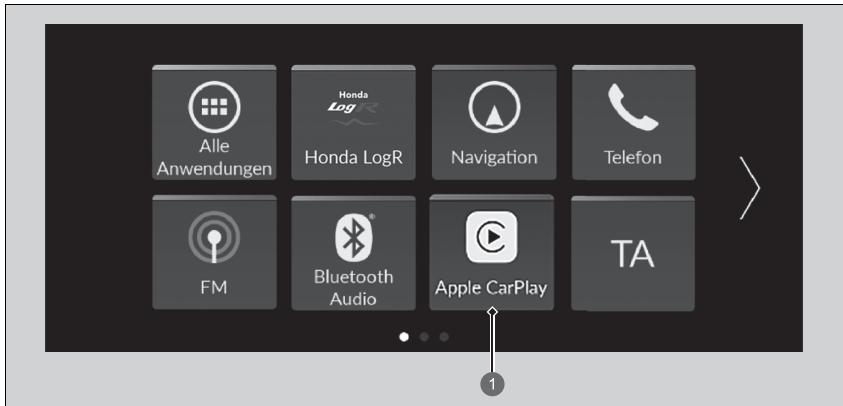 Alle
Anwendungen
Honda
LogR
Honda LogR
Navigation
Telefon
FM
Bluetooth®
Audio
Apple CarPlay
TA
1